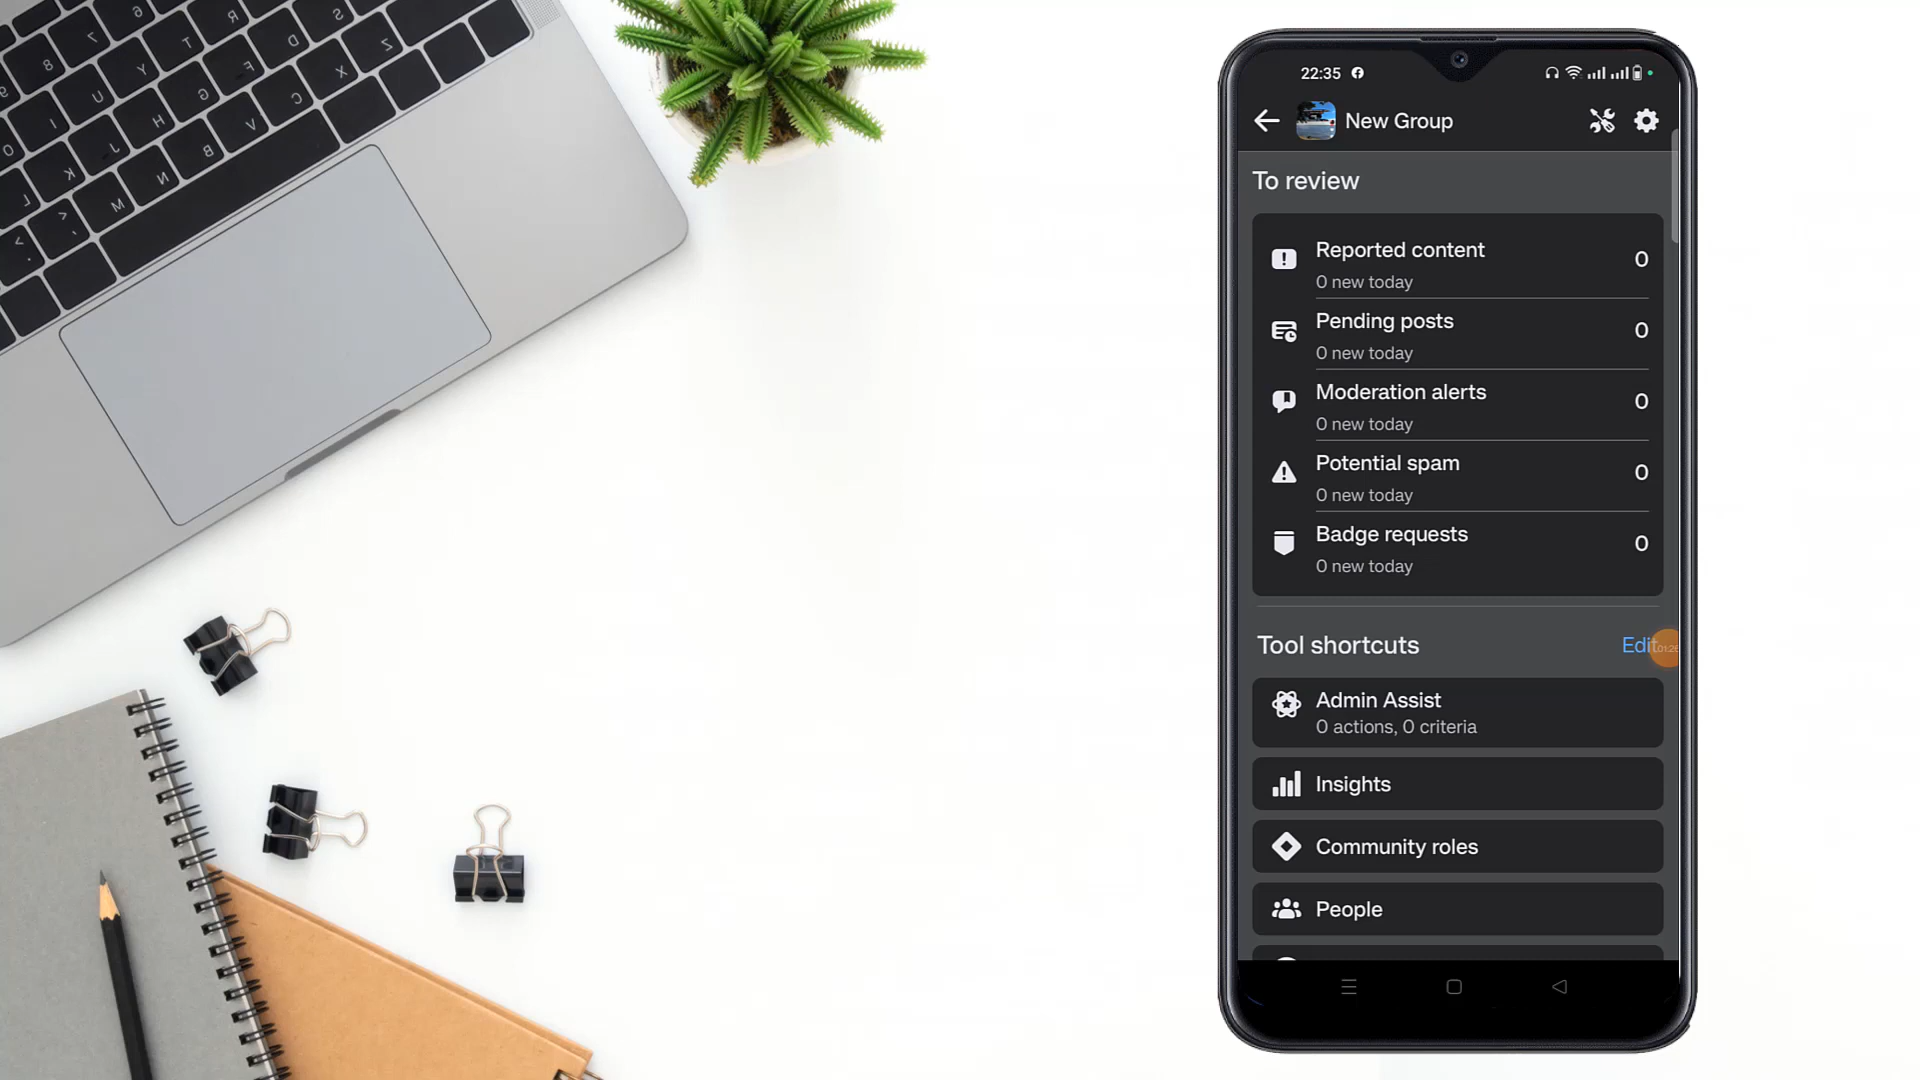 22:35
New Group
To review
Reported content
0
0 new today
Pending posts
0
0 new today
Moderation alerts
0
0 new today
Potential spam
0
0 new today
Badge requests
0
0 new today
Tool shortcuts
Edit
Admin Assist
0 actions, 0 criteria
Insights
Community roles
People